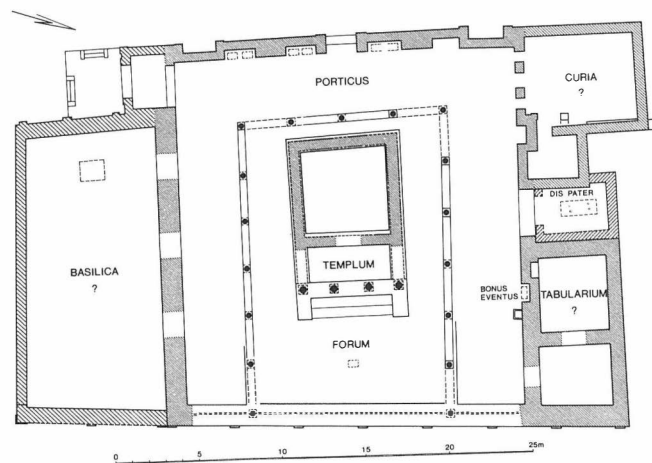 PORTICUS
CURIA
?
DIS PATER
BASILICA
?
TEMPLUM
BONUS
EVENTUS
TABULARIUM
?
FORUM
0 5 10 15 20 25m